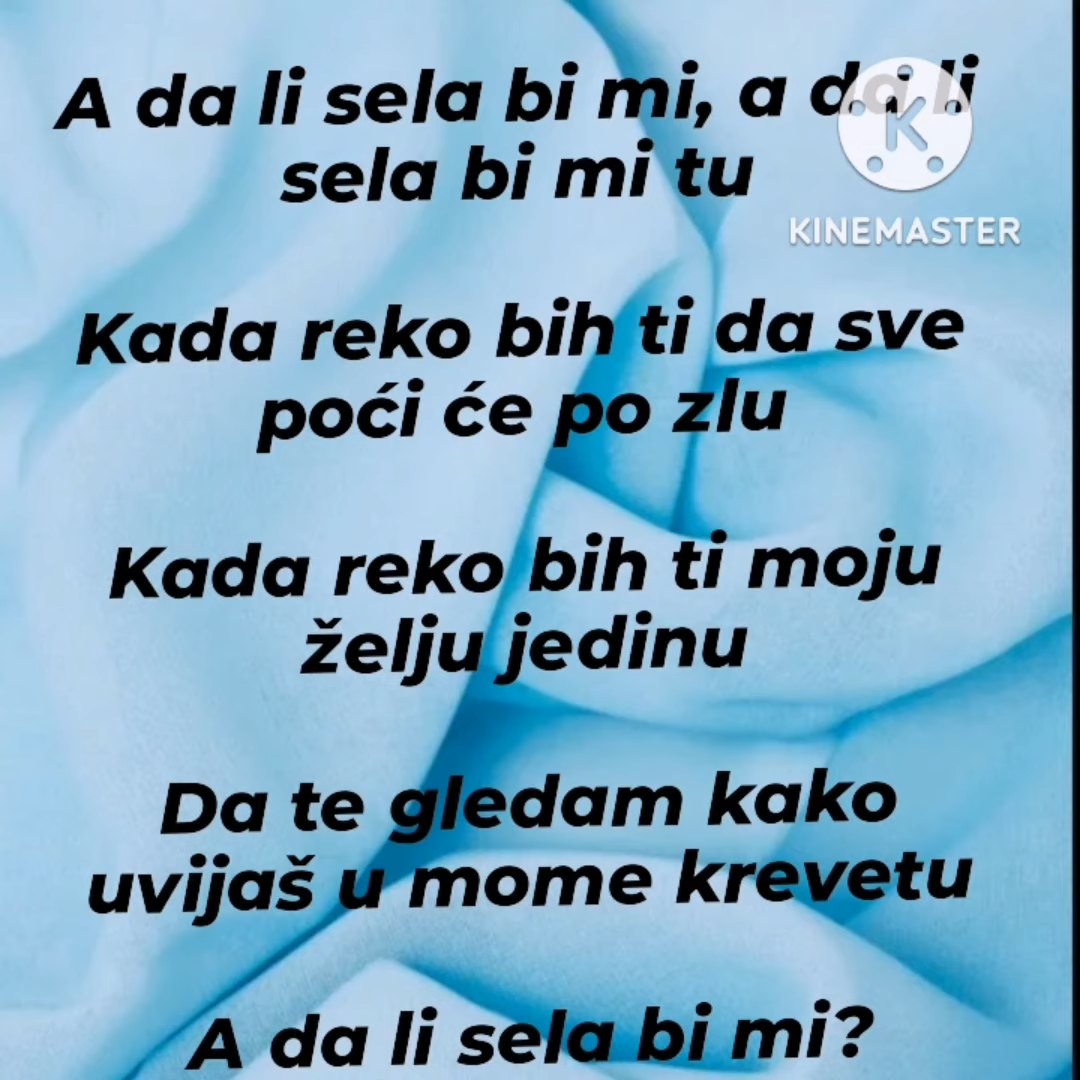 A da li sela bi mi, a da li
sela bi mi tu
K
KINEMASTER
Kada reko bih ti da sve
poći će po zlu
Kada reko bih ti moju
želju jedinu
Da te gledam kako
uvijaš u mome krevetu
A da li sela bi mi?